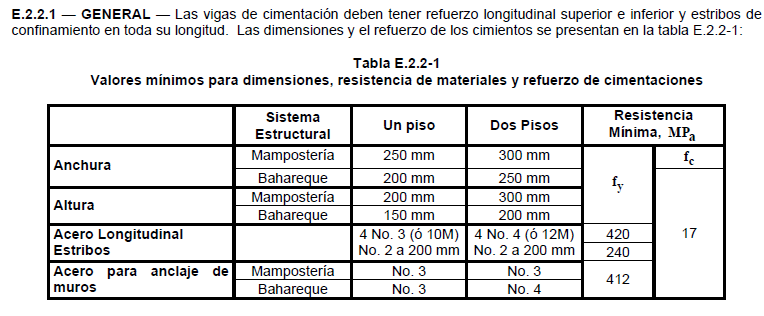 E.2.2.1 — GENERAL — Las vigas de cimentación deben tener refuerzo longitudinal superior e inferior y estribos de
confinamiento en toda su longitud. Las dimensiones y el refuerzo de los cimientos se presentan en la tabla E.2.2-1:
Tabla E.2.2-1
Valores mínimos para dimensiones, resistencia de materiales y refuerzo de cimentaciones
Sistema Estructural Un piso Dos Pisos Resistencia Mínima, MPa
Anchura Mampostería 250 mm 300 mm fy fc
Bahareque 200 mm 250 mm 17
Altura Mampostería 200 mm 300 mm
Bahareque 150 mm 200 mm
Acero Longitudinal 4 No. 3 (ó 10M) 4 No. 4 (ó 12M) 420
Estribos No. 2 a 200 mm No. 2 a 200 mm 240
Acero para anclaje de muros Mampostería No. 3 No. 3 412
Bahareque No. 3 No. 4